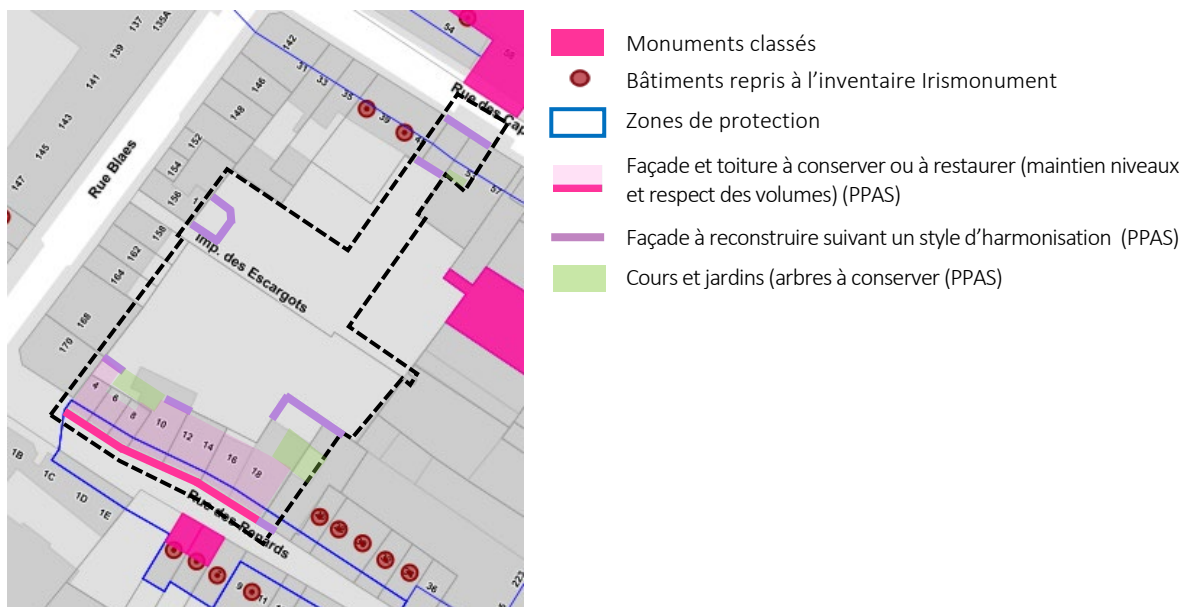 137
135A
139
141
143
145
147
142
31
33
35
39
54
57
146
148
152
154
156
158
162
164
168
170
Rue Blaes
Rue des Cap
Imp. des Escargots
4
6
8
10
12
14
16
18
1B
1C
1D
1E
Rue des Renards
9
11
36
223
Monuments classés
Bâtiments repris à l’inventaire Irismonument
Zones de protection
Façade et toiture à conserver ou à restaurer (maintien niveaux
et respect des volumes) (PPAS)
Façade à reconstruire suivant un style d’harmonisation (PPAS)
Cours et jardins (arbres à conserver (PPAS)